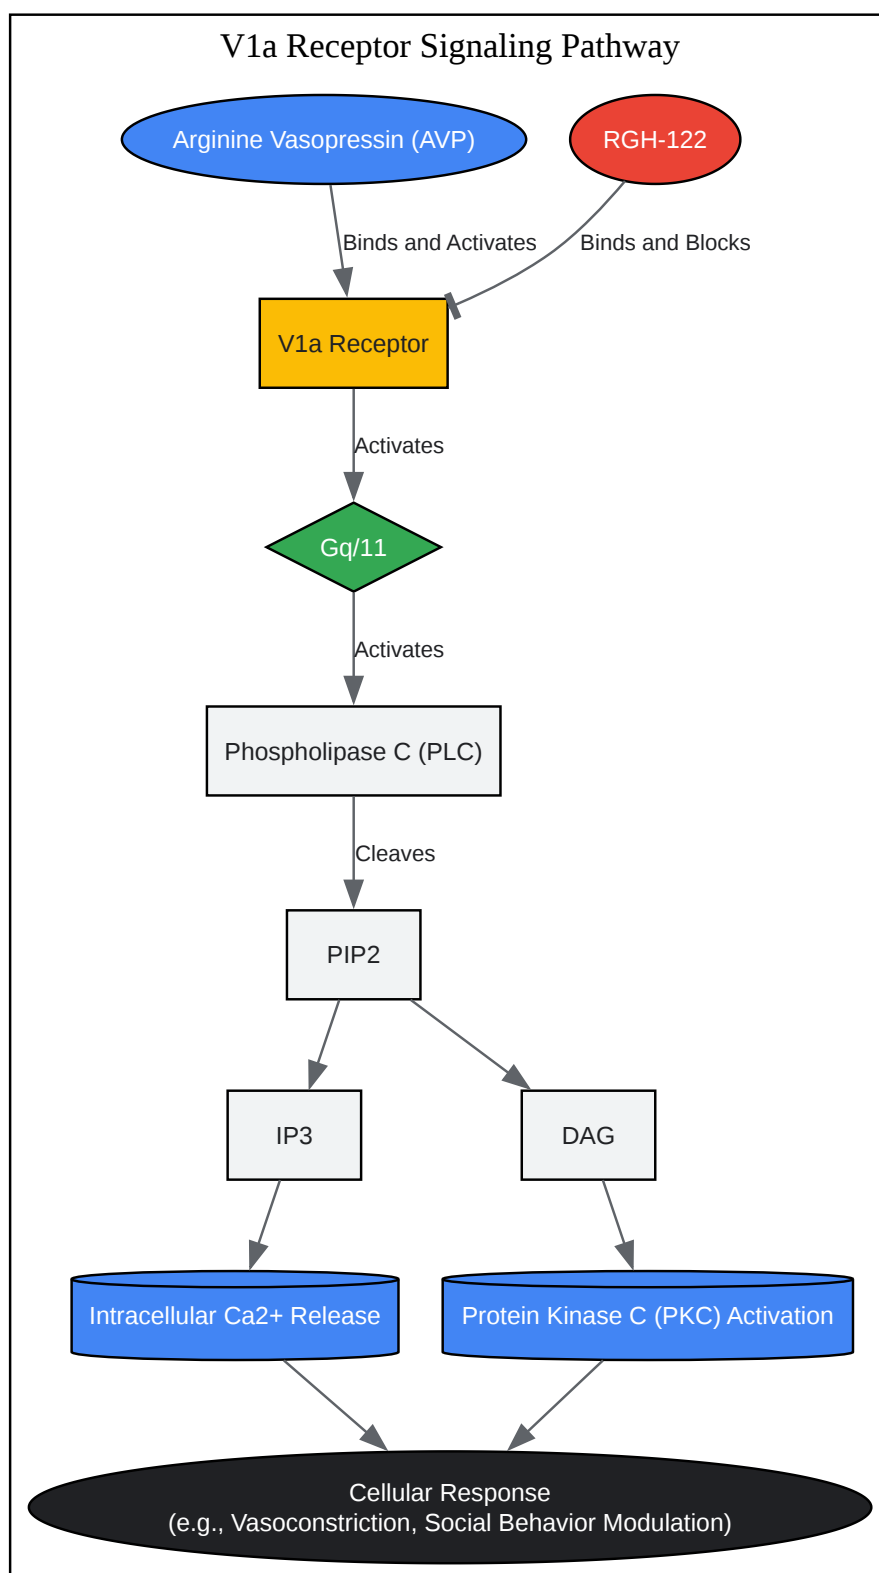 V1a Receptor Signaling Pathway
Arginine Vasopressin (AVP)
RGH-122
Binds and Activates
Binds and Blocks
V1a Receptor
Activates
Gq/11
Activates
Phospholipase C (PLC)
Cleaves
PIP2
IP3
DAG
Intracellular Ca2+ Release
Protein Kinase C (PKC) Activation
Cellular Response
(e.g., Vasoconstriction, Social Behavior Modulation)